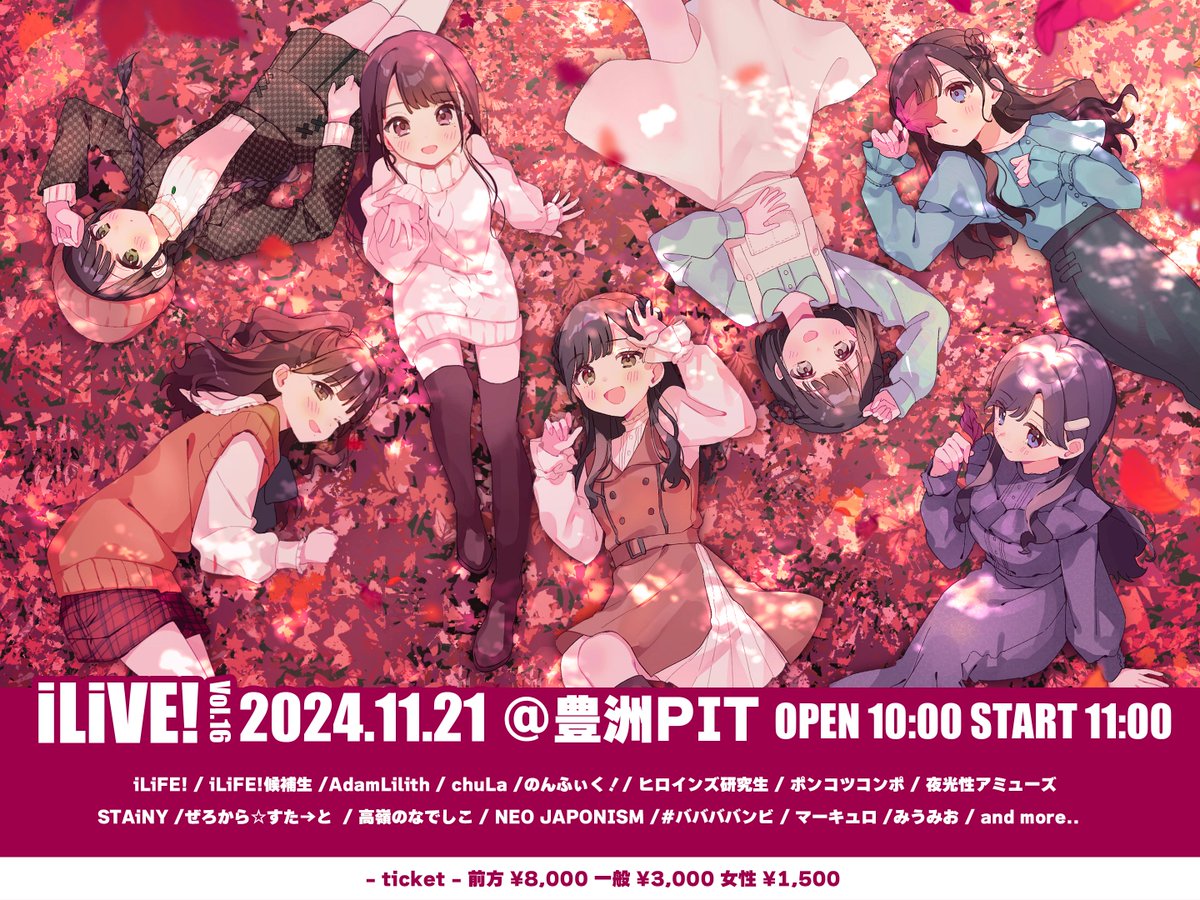 iLiVE! Vol.16 2024.11.21 @豊洲PIT OPEN 10:00 START 11:00
iLiFE! / iLiFE!候補生 /AdamLilith / chuLa /のんふぃく！/ ヒロインズ研究生 / ポンコツコンポ / 夜光性アミューズ
STAiNY /ぜろから☆すた→と / 高嶺のなでしこ / NEO JAPONISM /#ババババンビ / マーキュロ /みうみお / and more..
– ticket – 前方 ¥8,000 一般 ¥3,000 女性 ¥1,500